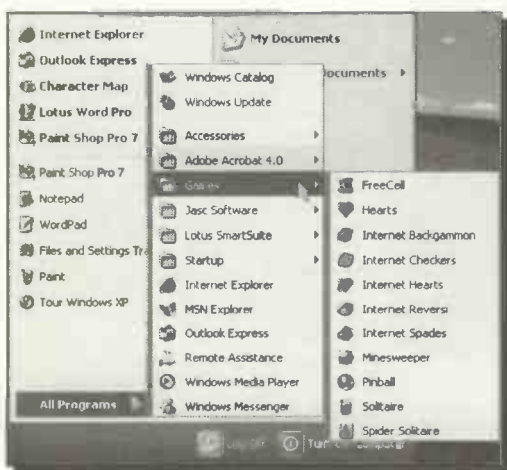 Internet Explorer
Outlook Express
Character Map
Lotus Word Pro
Paint Shop Pro 7
Paint Shop Pro 7
Notepad
WordPad
Files and Settings Tr
Paint
Tour Windows XP
All Programs
My Documents
Documents
Windows Catalog
Windows Update
Accessories
Adobe Acrobat 4.0
Games
Jasc Software
Lotus SmartSuite
Startup
Internet Explorer
MSN Explorer
Outlook Express
Remote Assistance
Windows Media Player
Windows Messenger
FreeCell
Hearts
Internet Backgammon
Internet Checkers
Internet Hearts
Internet Reversi
Internet Spades
Minesweeper
Pinball
Solitaire
Spider Solitaire
Log Off
Computer